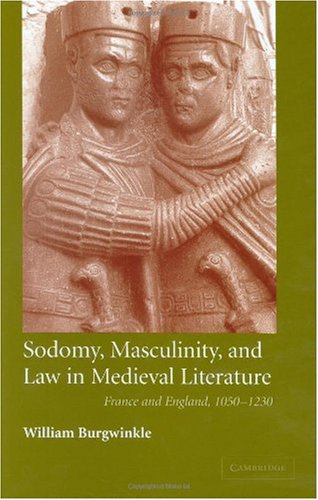 Sodomy, Masculinity, and
Law in Medieval Literature
France and England, 1050–1230
William Burgwinkle
CAMBRIDGE